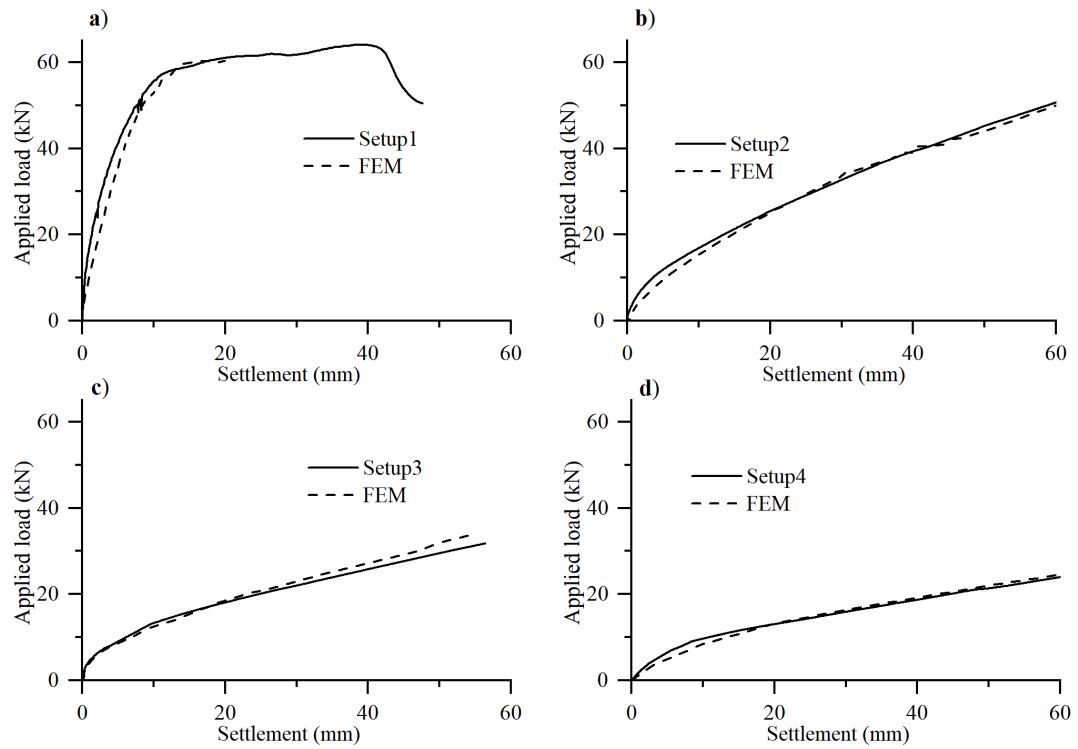 a)
60
40
20
0
Applied load (kN)
Setup1
FEM
0 20 40 60
Settlement (mm)
b)
60
40
20
0
Applied load (kN)
Setup2
FEM
0 20 40 60
Settlement (mm)
c)
60
40
20
0
Applied load (kN)
Setup3
FEM
0 20 40 60
Settlement (mm)
d)
60
40
20
0
Applied load (kN)
Setup4
FEM
0 20 40 60
Settlement (mm)